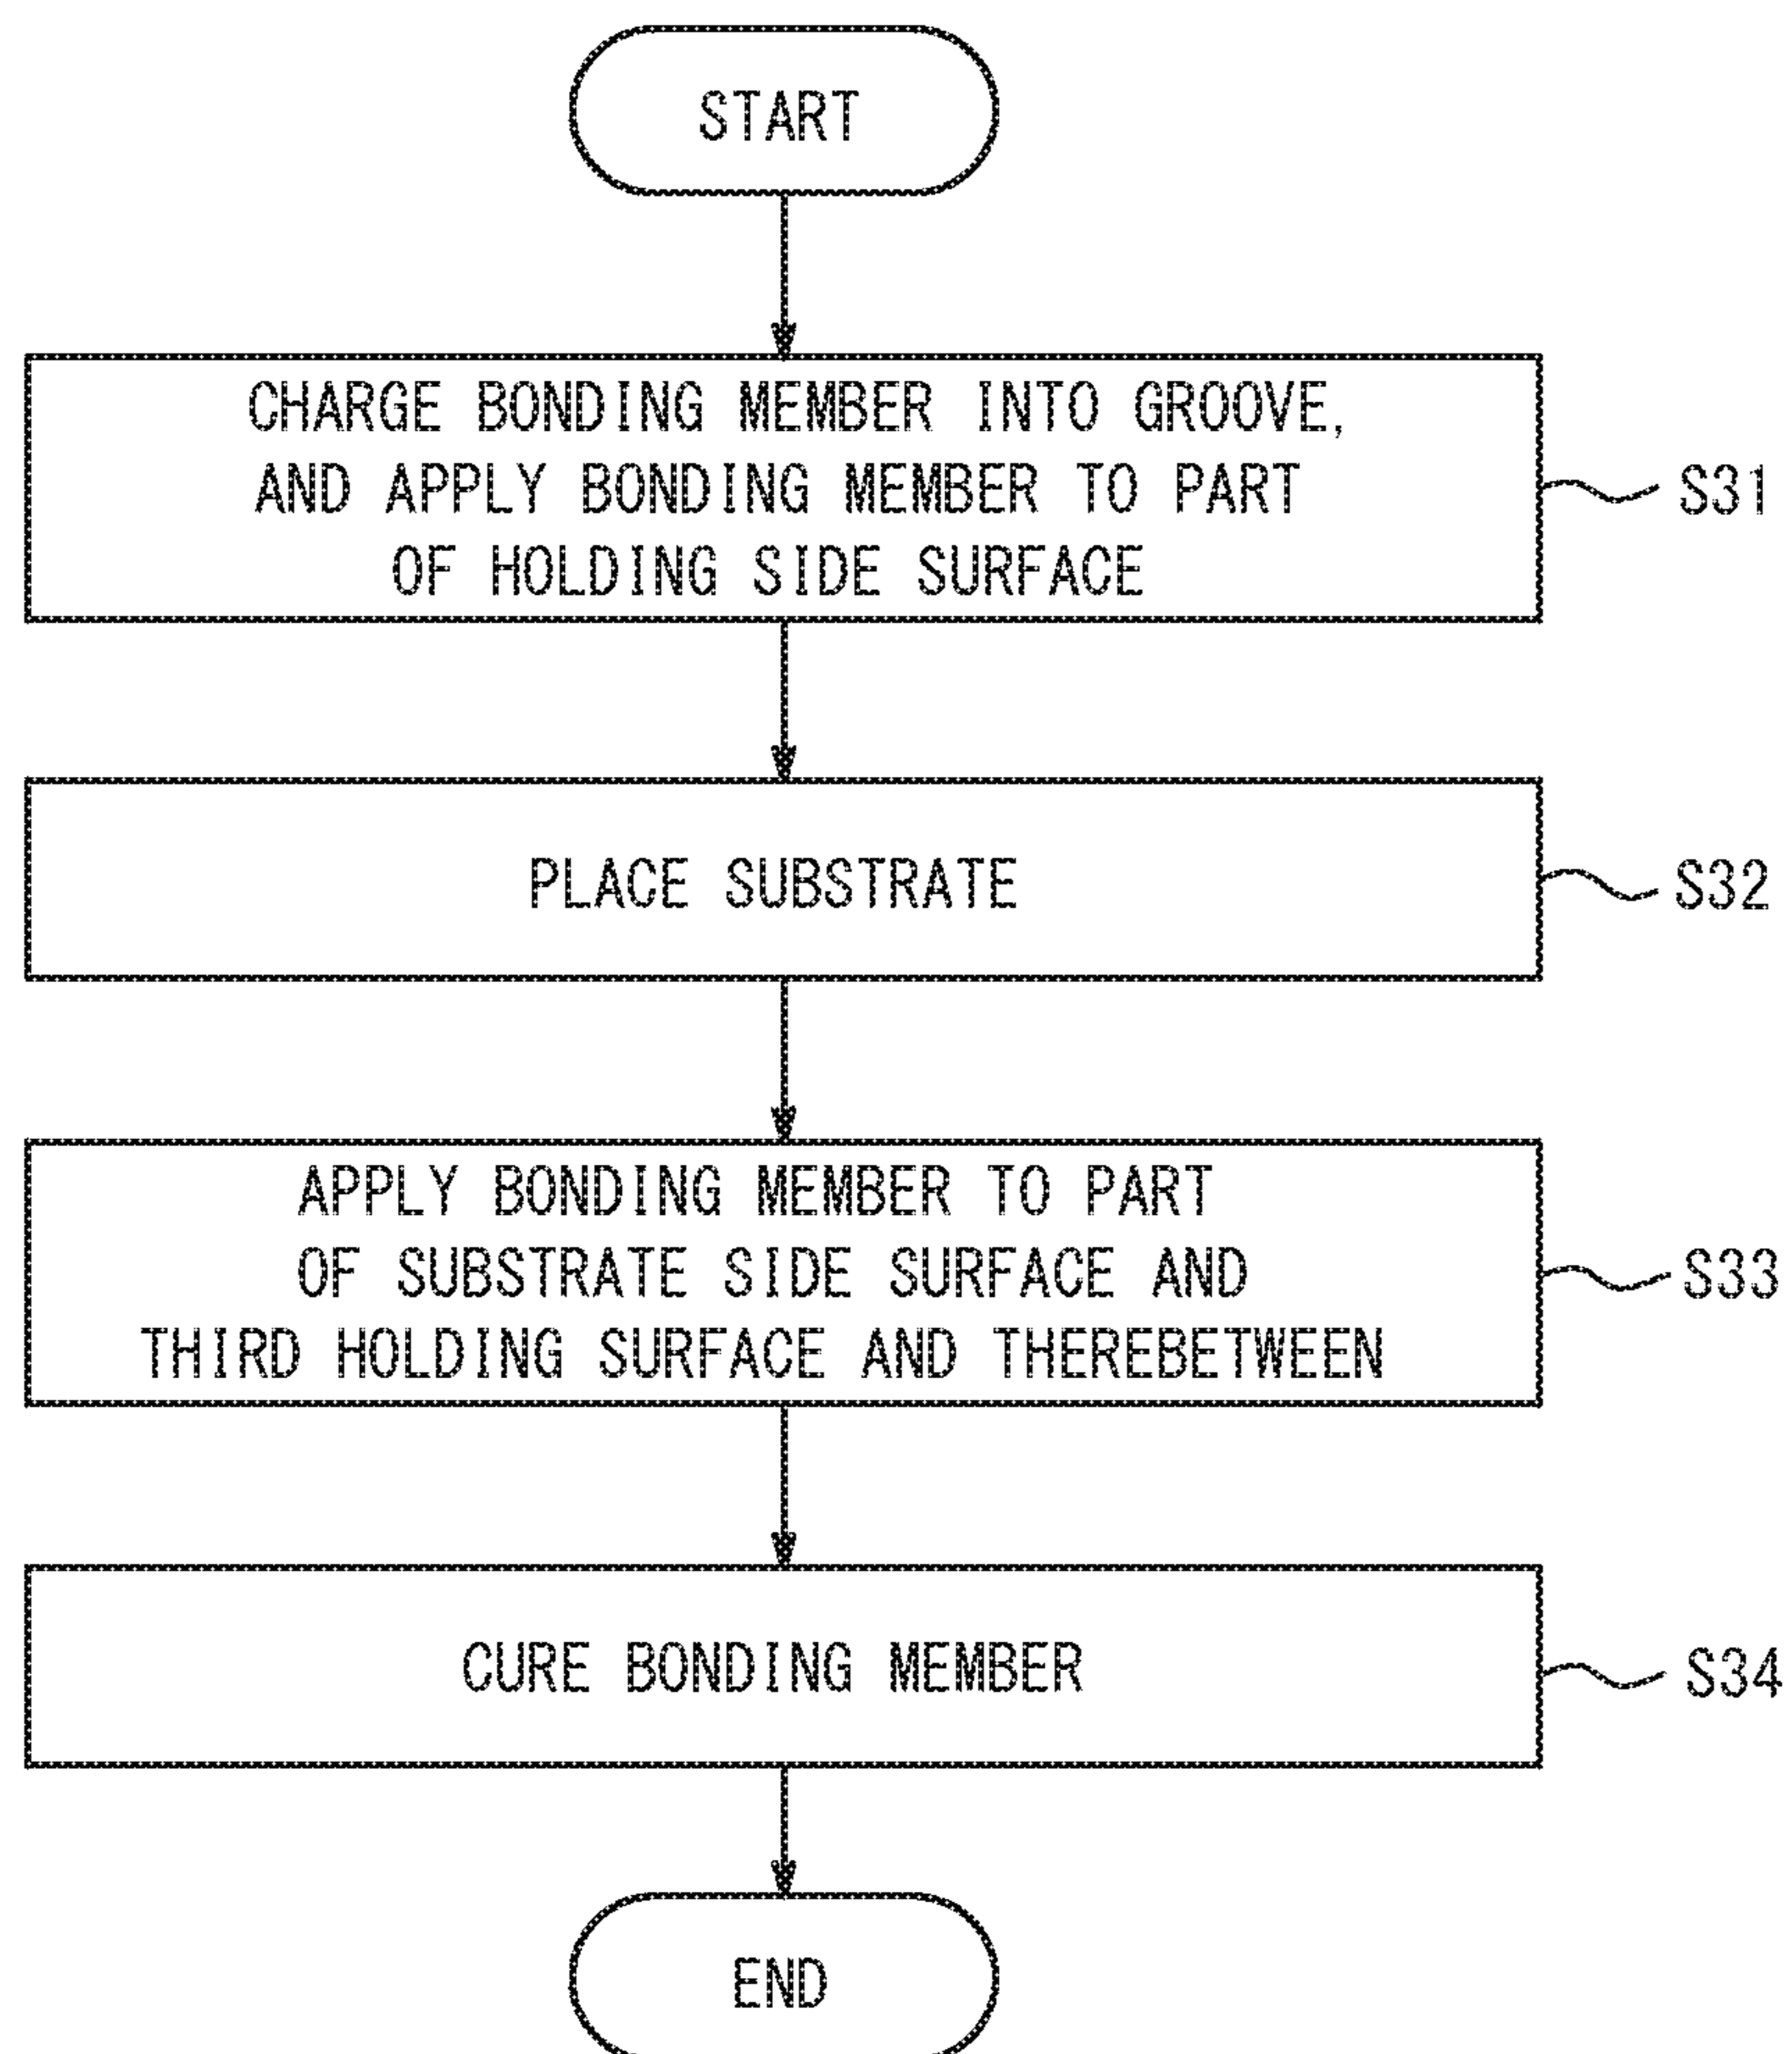 START
CHARGE BONDING MEMBER INTO GROOVE,
AND APPLY BONDING MEMBER TO PART
OF HOLDING SIDE SURFACE
S31
PLACE SUBSTRATE
S32
APPLY BONDING MEMBER TO PART
OF SUBSTRATE SIDE SURFACE AND
THIRD HOLDING SURFACE AND THEREBETWEEN
S33
CURE BONDING MEMBER
S34
END